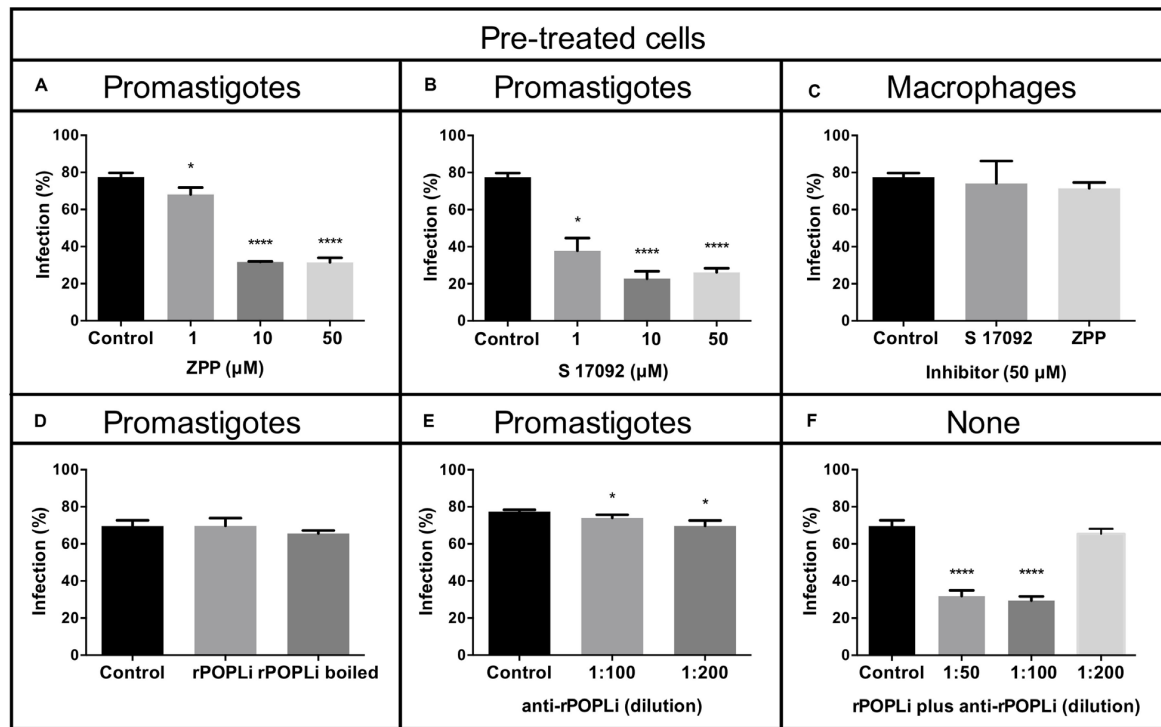 Pre-treated cells
A Promastigotes
Infection (%)
100
80
60
40
20
0
*
****
****
Control 1 10 50
ZPP (µM)
B Promastigotes
Infection (%)
100
80
60
40
20
0
*
****
****
Control 1 10 50
S 17092 (µM)
C Macrophages
Infection (%)
100
80
60
40
20
0
Control S 17092 ZPP
Inhibitor (50 µM)
D Promastigotes
Infection (%)
100
80
60
40
20
0
Control rPOPLi rPOPLi boiled
E Promastigotes
Infection (%)
100
80
60
40
20
0
*
*
Control 1:100 1:200
anti-rPOPLi (dilution)
F None
Infection (%)
100
80
60
40
20
0
****
****
Control 1:50 1:100 1:200
rPOPLi plus anti-rPOPLi (dilution)